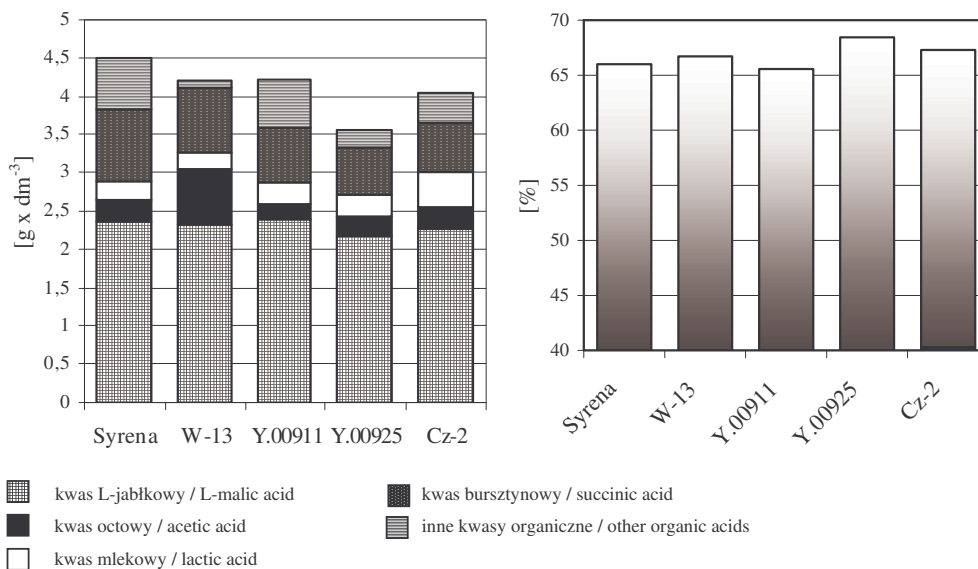 5
4,5
4
3,5
3
2,5
2
1,5
1
0,5
0
[g x dm-3]
Syrena W-13 Y.00911 Y.00925 Cz-2
70
65
60
55
50
45
40
[%]
Syrena
W-13
Y.00911
Y.00925
Cz-2
kwas L-jabłkowy / L-malic acid
kwas octowy / acetic acid
kwas mlekowy / lactic acid
kwas bursztynowy / succinic acid
inne kwasy organiczne / other organic acids